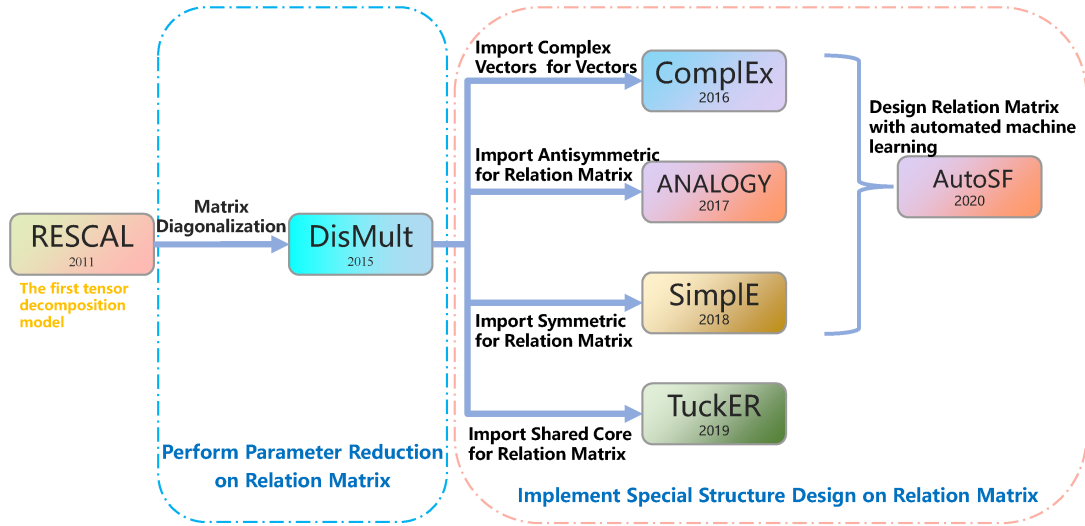 RESCAL
2011
The first tensor
decomposition
model
Matrix
Diagonalization
DisMult
2015
Perform Parameter Reduction
on Relation Matrix
Import Complex
Vectors for Vectors
ComplEx
2016
Import Antisymmetric
for Relation Matrix
ANALOGY
2017
Import Symmetric
for Relation Matrix
SimplE
2018
Import Shared Core
for Relation Matrix
TuckER
2019
Design Relation Matrix
with automated machine
learning
AutoSF
2020
Implement Special Structure Design on Relation Matrix